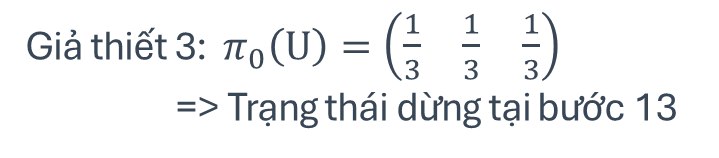 Giả thiết 3: π₀(U) = (1/3 1/3 1/3)
=> Trạng thái dừng tại bước 13